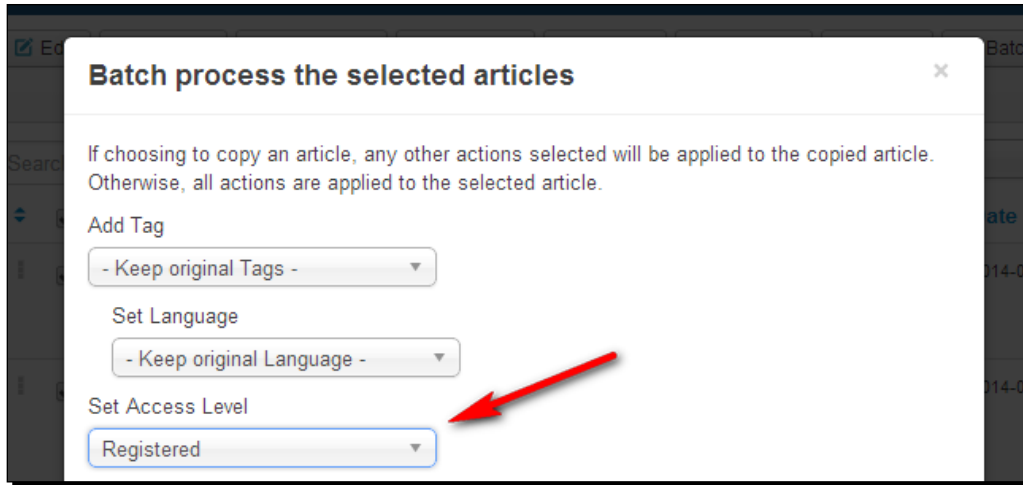 Batch process the selected articles
×
If choosing to copy an article, any other actions selected will be applied to the copied article.
Otherwise, all actions are applied to the selected article.
Add Tag
- Keep original Tags -
Set Language
- Keep original Language -
Set Access Level
Registered